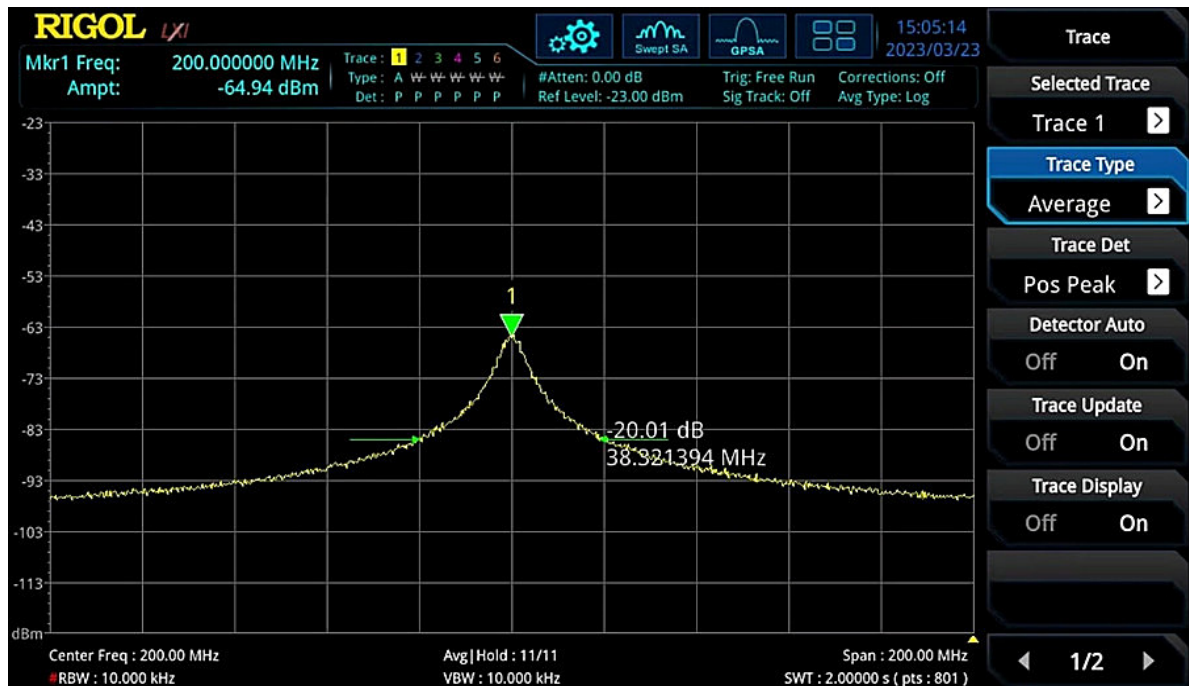 RIGOL LXI
Mkr1 Freq: 200.000000 MHz
Ampt: -64.94 dBm
Trace: 1 2 3 4 5 6
Type: A W W W W W
Det: P P P P P P
Swept SA
GPSA
15:05:14
2023/03/23
#Atten: 0.00 dB
Ref Level: -23.00 dBm
Trig: Free Run
Sig Track: Off
Corrections: Off
Avg Type: Log
-23
-33
-43
-53
-63
-73
-83
-93
-103
-113
dBm
1
-20.01 dB
38.321394 MHz
Center Freq : 200.00 MHz
#RBW : 10.000 kHz
Avg|Hold : 11/11
VBW : 10.000 kHz
Span : 200.00 MHz
SWT : 2.00000 s ( pts : 801 )
Trace
Selected Trace
Trace 1
Trace Type
Average
Trace Det
Pos Peak
Detector Auto
Off On
Trace Update
Off On
Trace Display
Off On
1/2